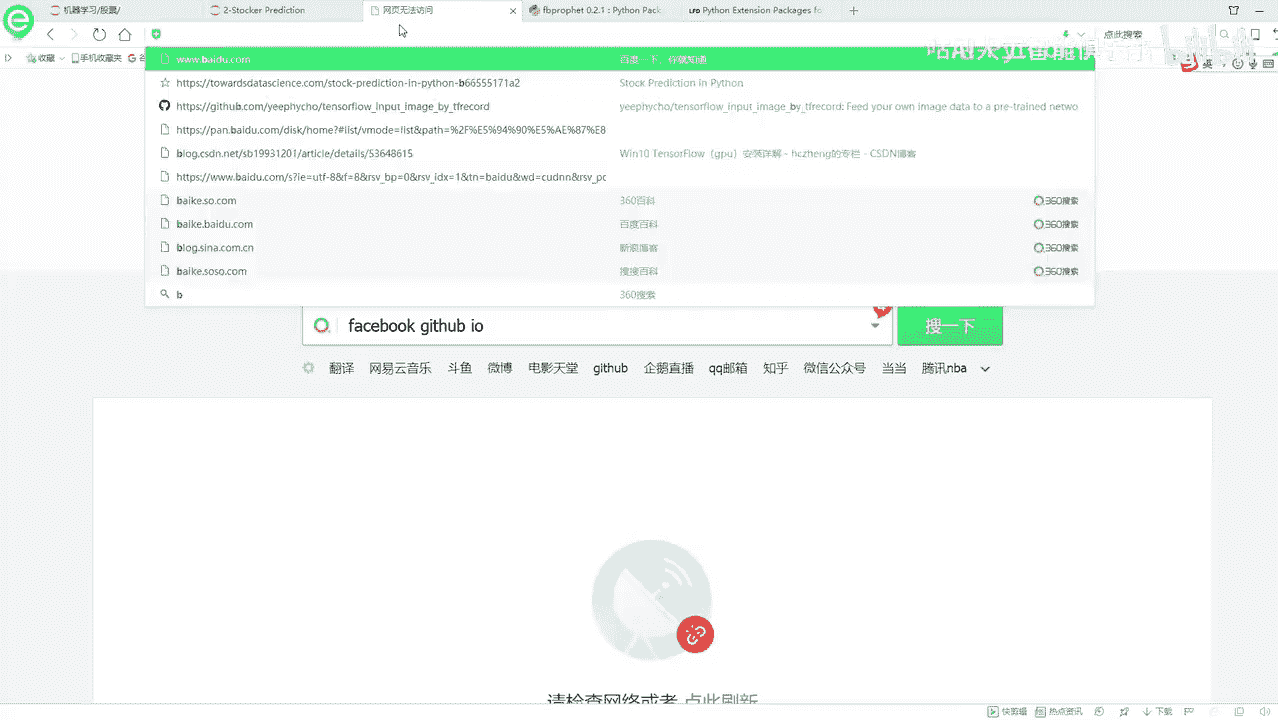 机器学习/股票/
2-Stocker Prediction
网页无法访问
fbprophet 0.2.1 : Python Pack
LFD Python Extension Packages fo
点此搜索
收藏
手机收藏夹
G 谷
英
www.baidu.com 百度一下，你就知道
https://towardsdatascience.com/stock-prediction-in-python-b66555171a2 Stock Prediction in Python
https://github.com/yeephycho/tensorflow_input_image_by_tfrecord yeephycho/tensorflow_input_image_by_tfrecord: Feed your own image data to a pre-trained netwo
https://pan.baidu.com/disk/home?#list/vmode=list&path=%2F%E5%94%90%E5%AE%87%E8
blog.csdn.net/sb19931201/article/details/53648615 Win10 TensorFlow（gpu）安装详解 - hczheng的专栏 - CSDN博客
https://www.baidu.com/s?ie=utf-8&f=8&rsv_bp=0&rsv_idx=1&tn=baidu&wd=cudnn&rsv_pc
baike.so.com 360百科 360搜索
baike.baidu.com 百度百科 360搜索
blog.sina.com.cn 新浪博客 360搜索
baike.soso.com 搜搜百科 360搜索
b 360搜索
facebook github io 搜一下
翻译 网易云音乐 斗鱼 微博 电影天堂 github 企鹅直播 qq邮箱 知乎 微信公众号 当当 腾讯nba
请检查网络或者 点此刷新
快剪辑 热点资讯 下载